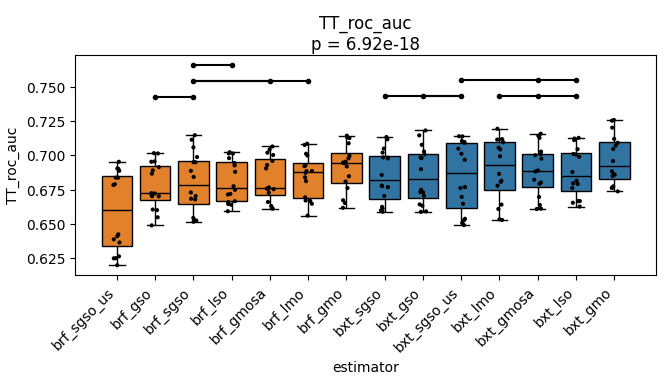 TT_roc_auc
p = 6.92e-18
TT_roc_auc
0.750
0.725
0.700
0.675
0.650
0.625
brf_sgso_us
brf_gso
brf_sgso
brf_lso
brf_gmosa
brf_lmo
brf_gmo
bxt_sgso
bxt_gso
bxt_sgso_us
bxt_lmo
bxt_gmosa
bxt_lso
bxt_gmo
estimator